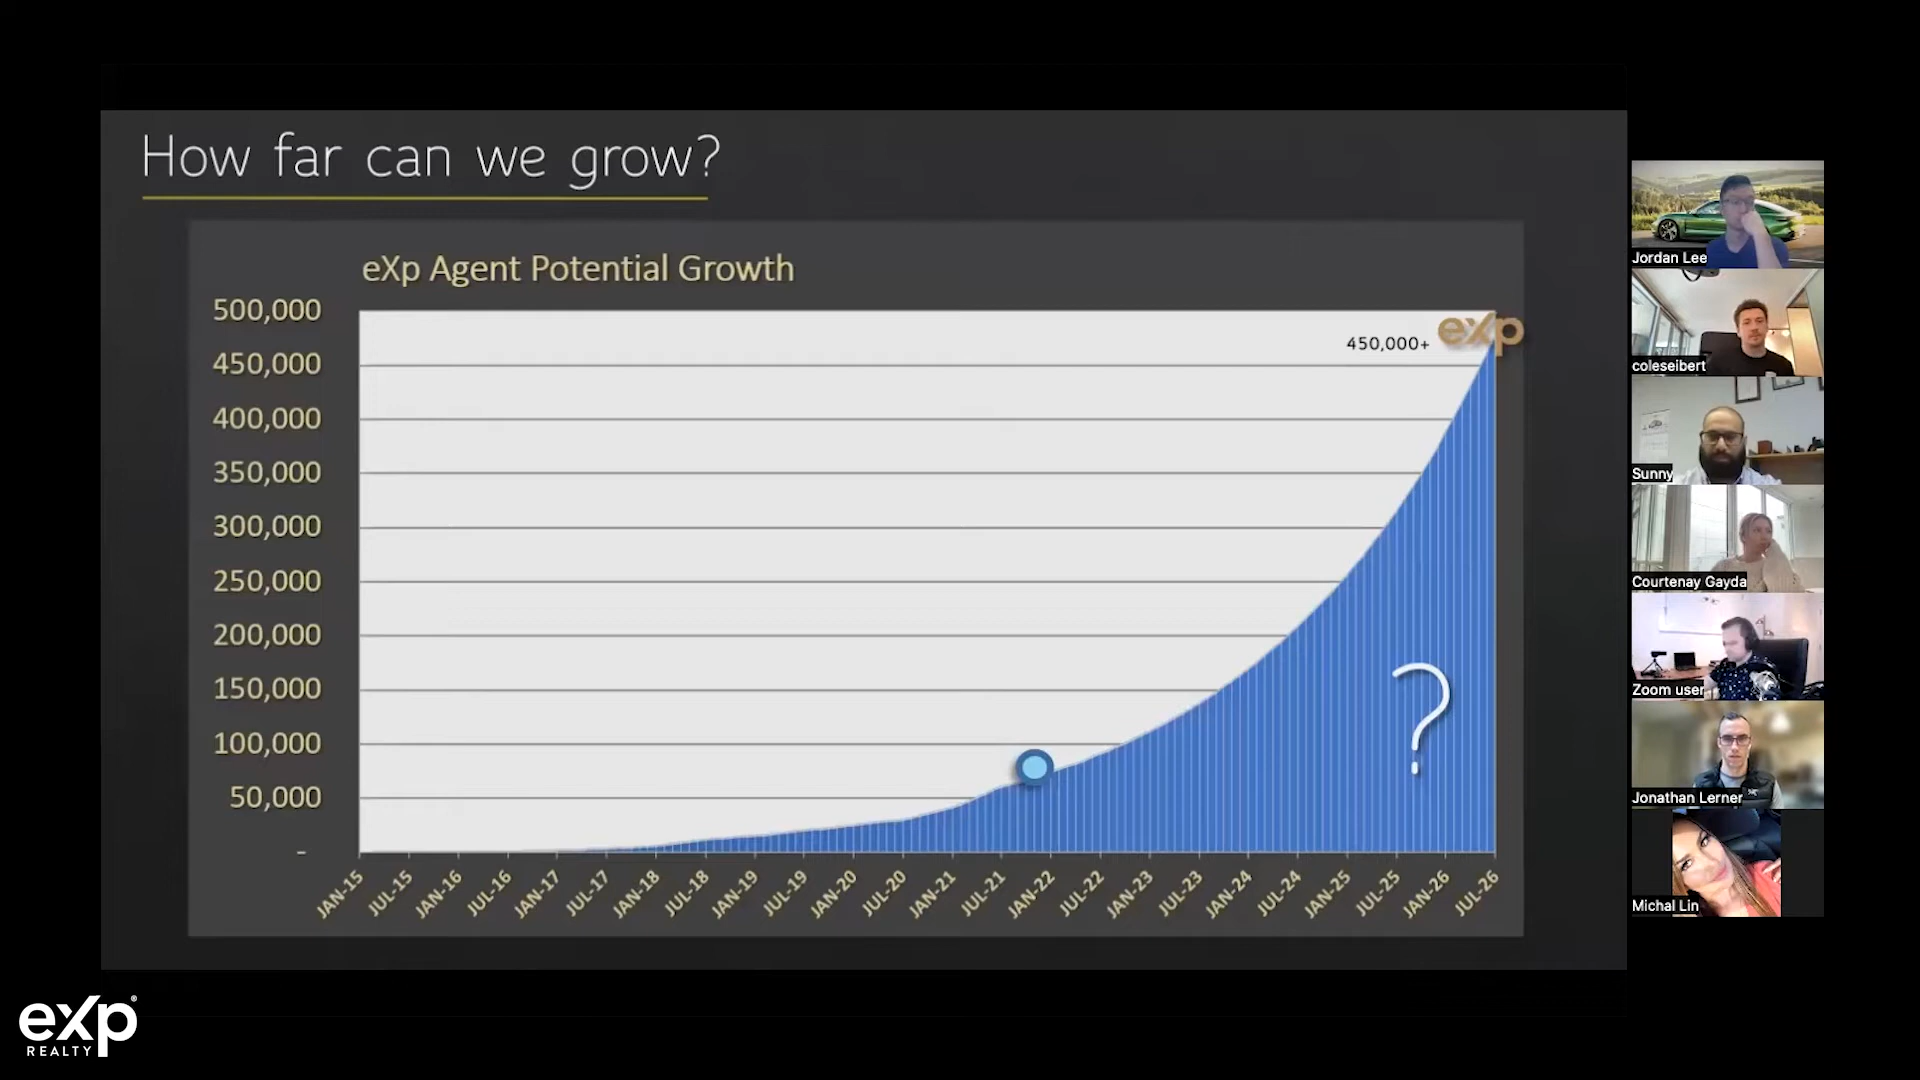 How far can we grow?
eXp Agent Potential Growth
500,000
450,000
400,000
350,000
300,000
250,000
200,000
150,000
100,000
50,000
-
450,000+
eXp
?
JAN-15
JUL-15
JAN-16
JUL-16
JAN-17
JUL-17
JAN-18
JUL-18
JAN-19
JUL-19
JAN-20
JUL-20
JAN-21
JUL-21
JAN-22
JUL-22
JAN-23
JUL-23
JAN-24
JUL-24
JAN-25
JUL-25
JAN-26
JUL-26
Jordan Lee
coleseibert
Sunny
Courtenay Gayda
Zoom user
Jonathan Lerner
Michal Lin
eXp®
REALTY